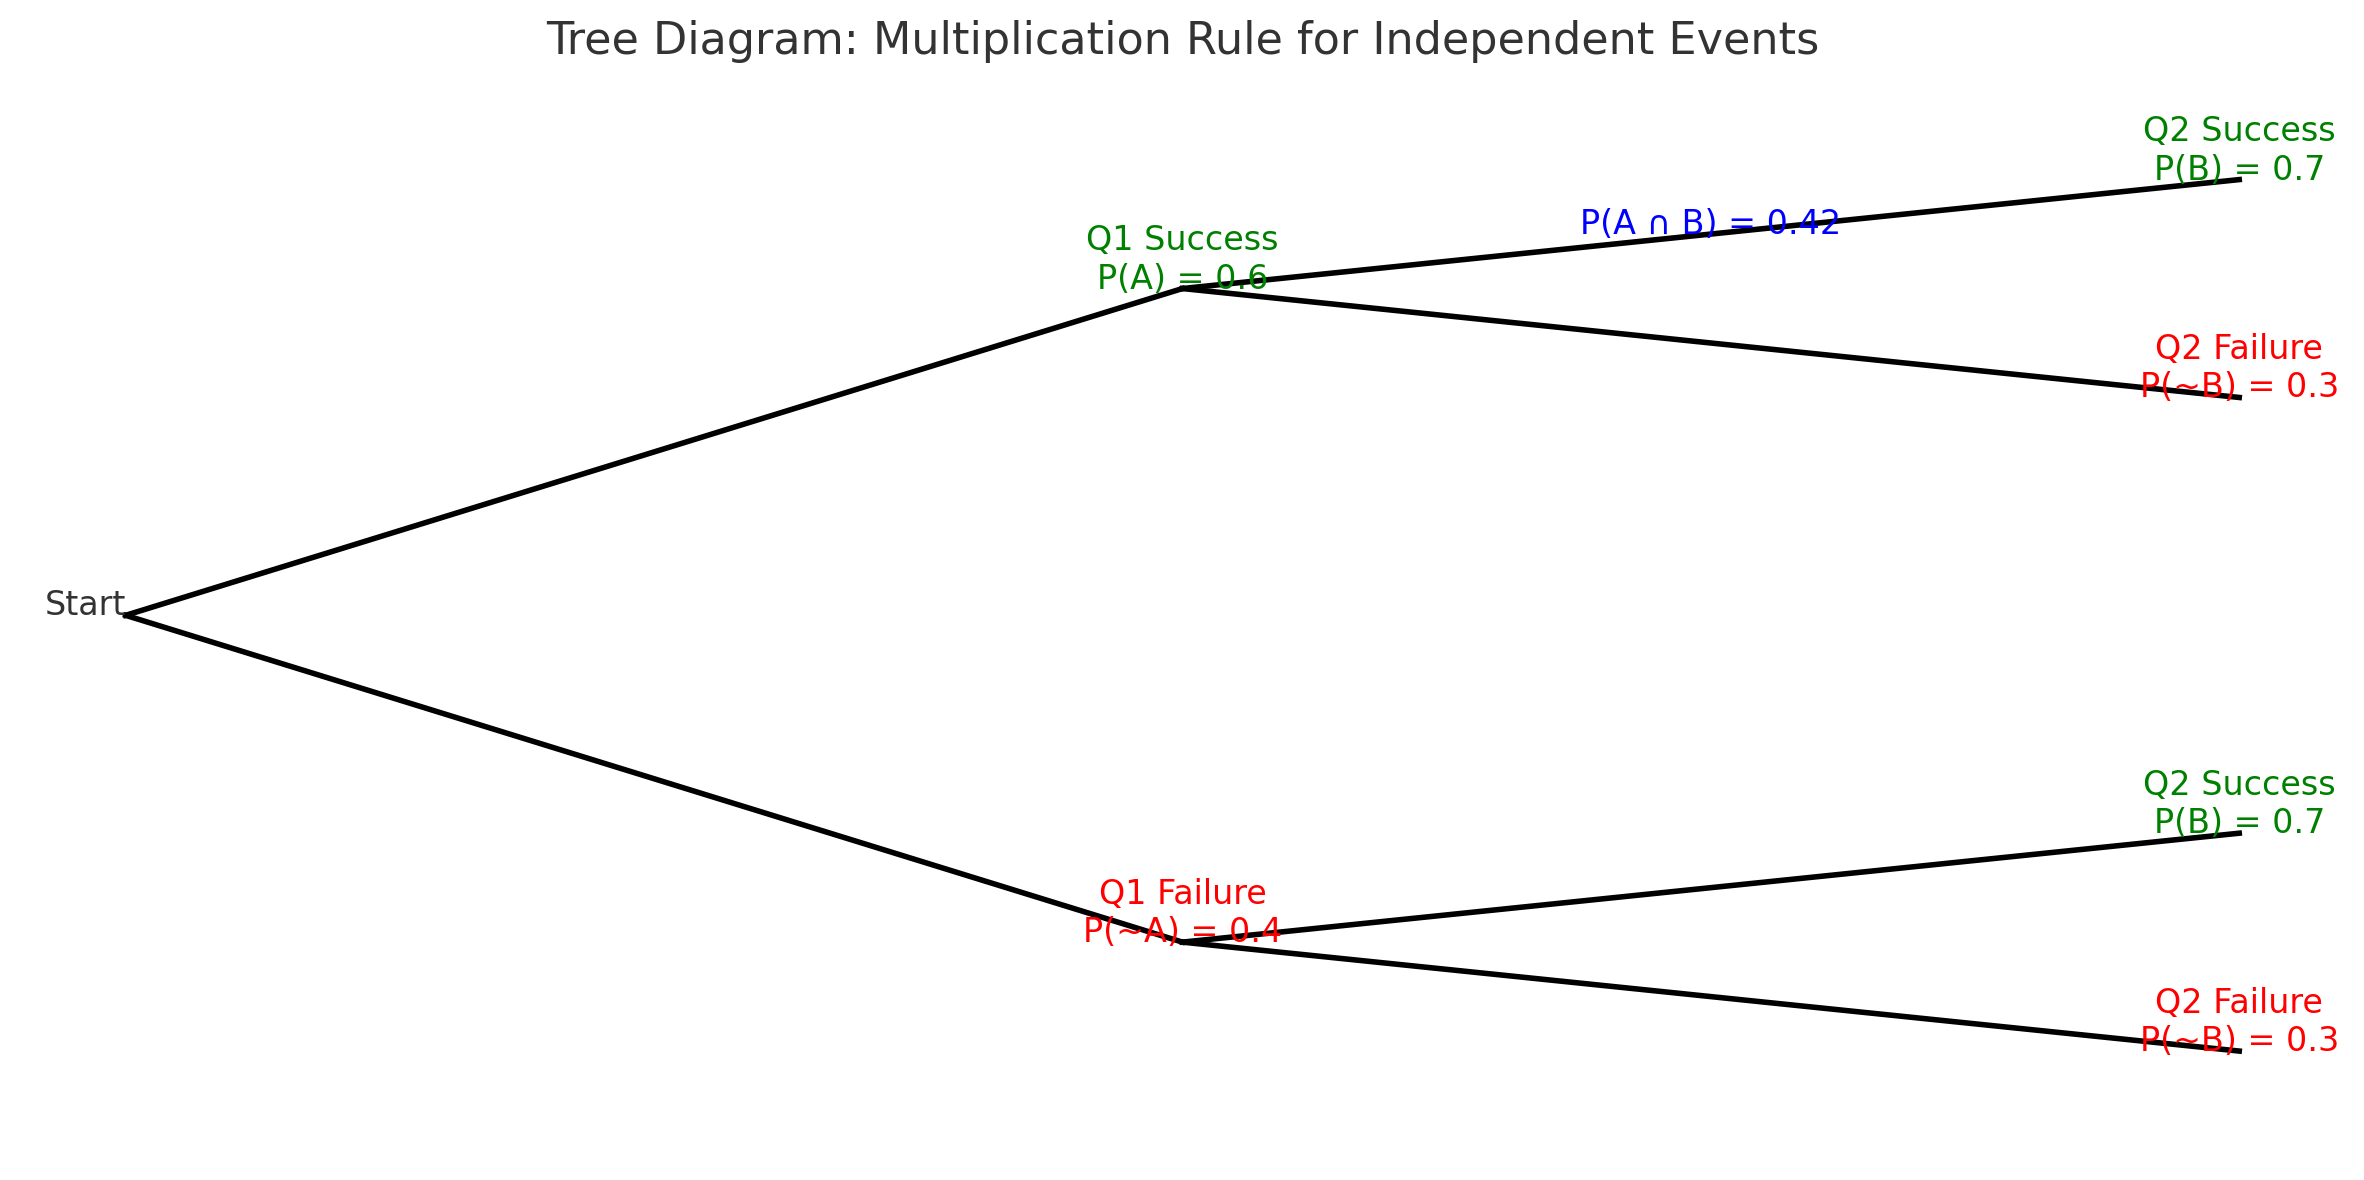 Tree Diagram: Multiplication Rule for Independent Events
Q2 Success
P(B) = 0.7
P(A ∩ B) = 0.42
Q1 Success
P(A) = 0.6
Q2 Failure
P(~B) = 0.3
Start
Q2 Success
P(B) = 0.7
Q1 Failure
P(~A) = 0.4
Q2 Failure
P(~B) = 0.3